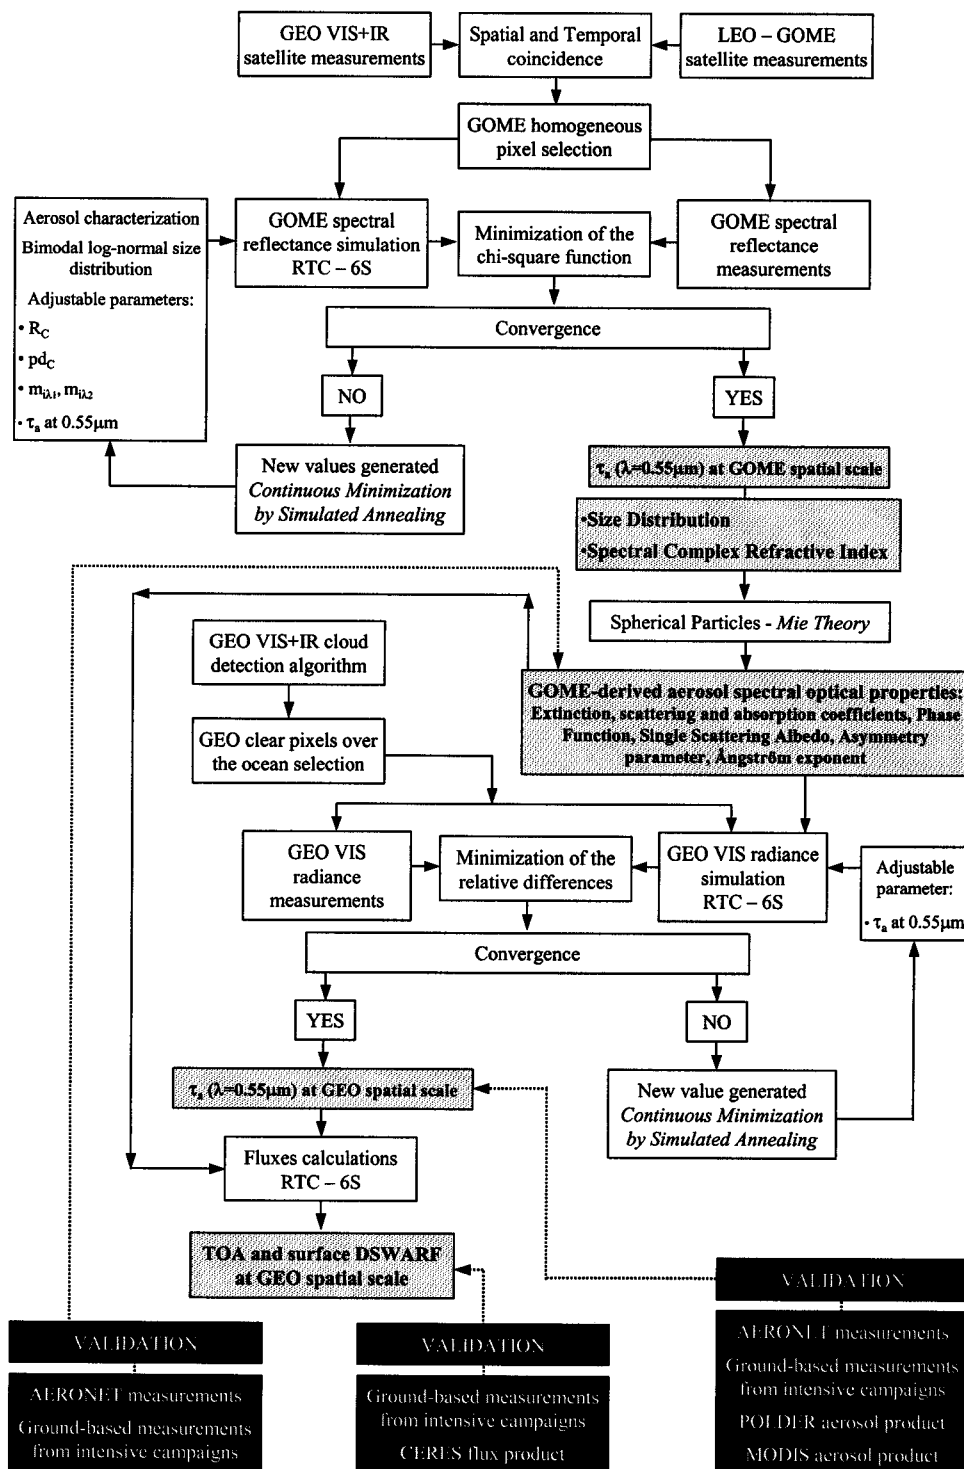 GEO VIS+IR
satellite measurements
Spatial and Temporal
coincidence
LEO – GOME
satellite measurements
GOME homogeneous
pixel selection
Aerosol characterization
Bimodal log-normal size
distribution
Adjustable parameters:
• R_C
• pd_C
• m_iλ1, m_iλ2
• τ_a at 0.55μm
GOME spectral
reflectance simulation
RTC – 6S
Minimization of the
chi-square function
GOME spectral
reflectance
measurements
Convergence
NO
YES
New values generated
Continuous Minimization
by Simulated Annealing
τ_a (λ=0.55μm) at GOME spatial scale
•Size Distribution
•Spectral Complex Refractive Index
Spherical Particles - Mie Theory
GEO VIS+IR cloud
detection algorithm
GOME-derived aerosol spectral optical properties:
Extinction, scattering and absorption coefficients, Phase
Function, Single Scattering Albedo, Asymmetry
parameter, Ångström exponent
GEO clear pixels over
the ocean selection
GEO VIS
radiance
measurements
Minimization of the
relative differences
GEO VIS radiance
simulation
RTC – 6S
Adjustable
parameter:
• τ_a at 0.55μm
Convergence
YES
NO
τ_a (λ=0.55μm) at GEO spatial scale
New value generated
Continuous Minimization
by Simulated Annealing
Fluxes calculations
RTC – 6S
TOA and surface DSWARF
at GEO spatial scale
VALIDATION
AERONET measurements
Ground-based measurements
from intensive campaigns
VALIDATION
Ground-based measurements
from intensive campaigns
CERES flux product
VALIDATION
AERONET measurements
Ground-based measurements
from intensive campaigns
POLDER aerosol product
MODIS aerosol product